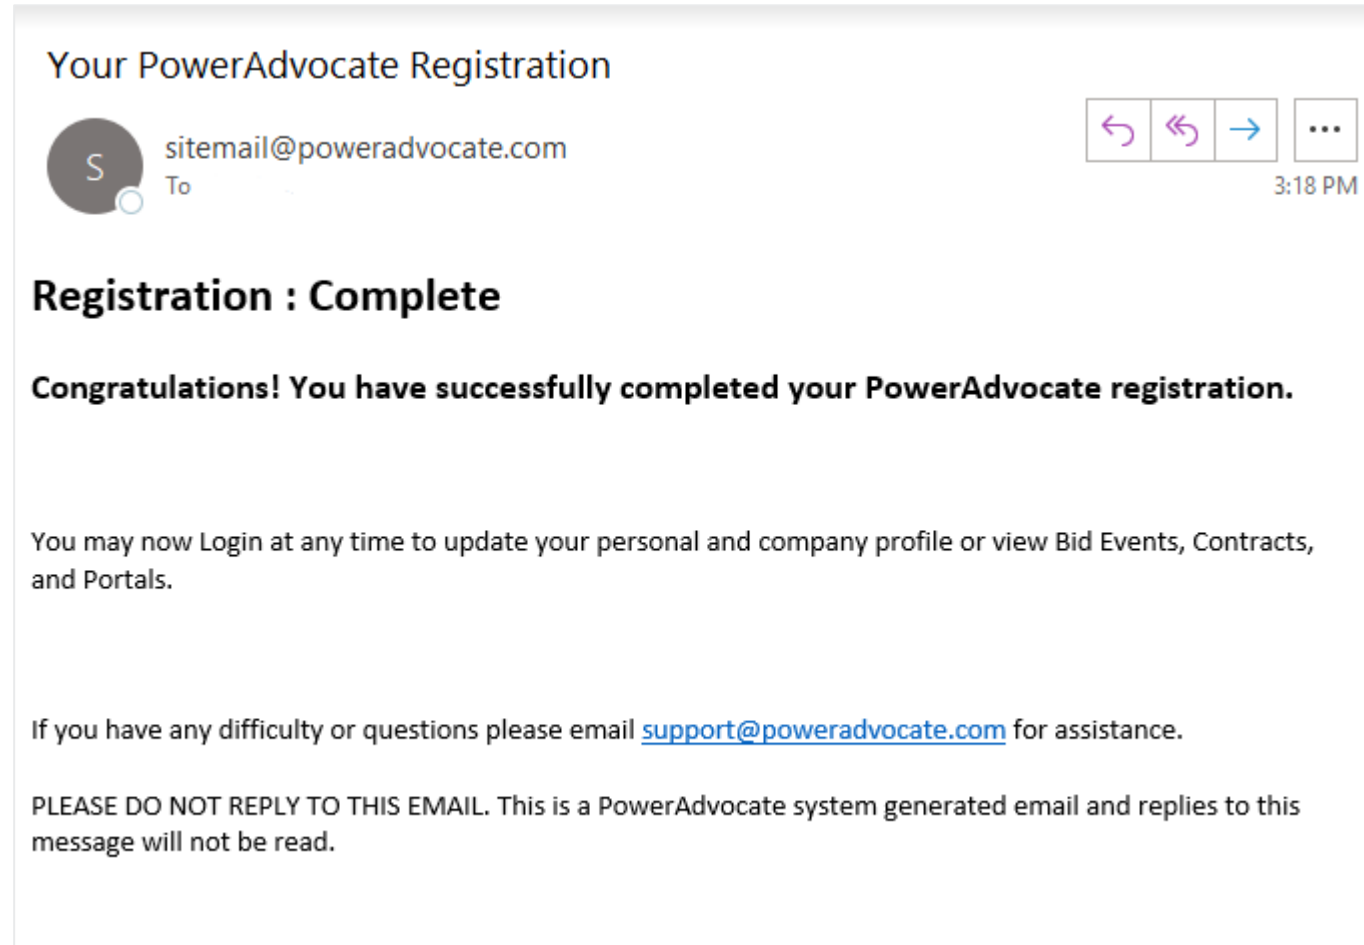 Your PowerAdvocate Registration
S
sitemail@poweradvocate.com
To
3:18 PM
Registration : Complete
Congratulations! You have successfully completed your PowerAdvocate registration.
You may now Login at any time to update your personal and company profile or view Bid Events, Contracts,
and Portals.
If you have any difficulty or questions please email support@poweradvocate.com for assistance.
PLEASE DO NOT REPLY TO THIS EMAIL. This is a PowerAdvocate system generated email and replies to this
message will not be read.